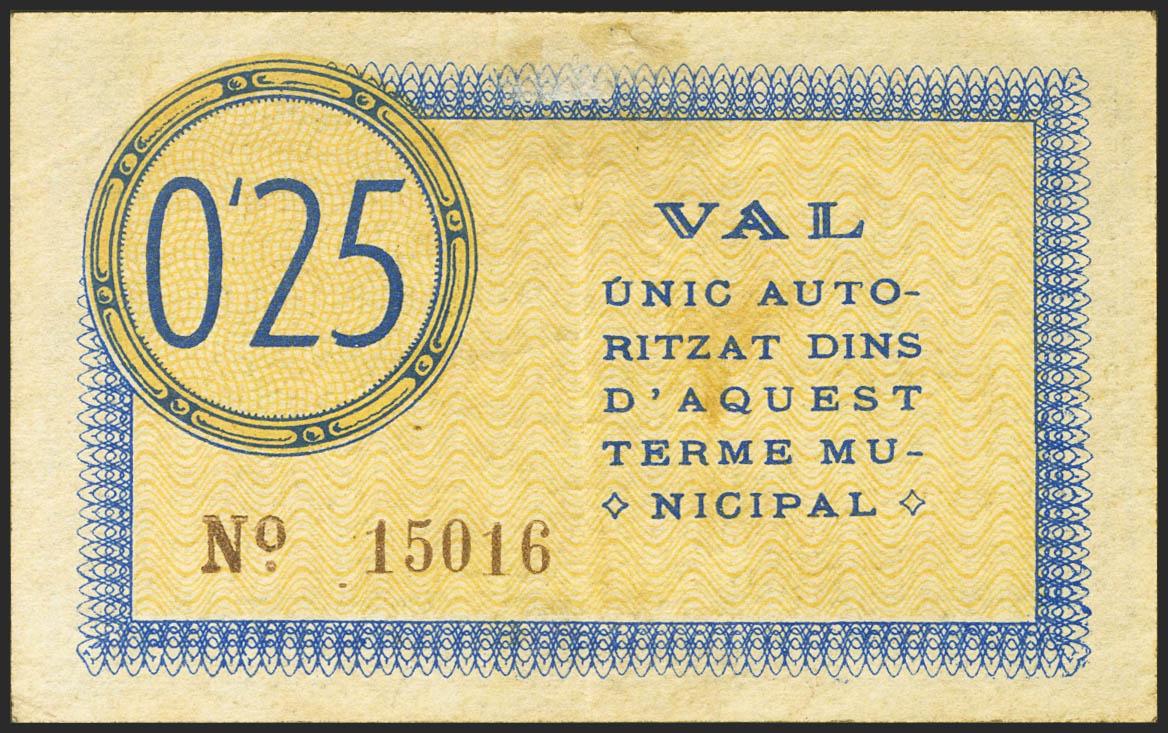 0'25
VAL
ÚNIC AUTO-
RITZAT DINS
D'AQUEST
TERME MU-
NICIPAL
Nº 15016